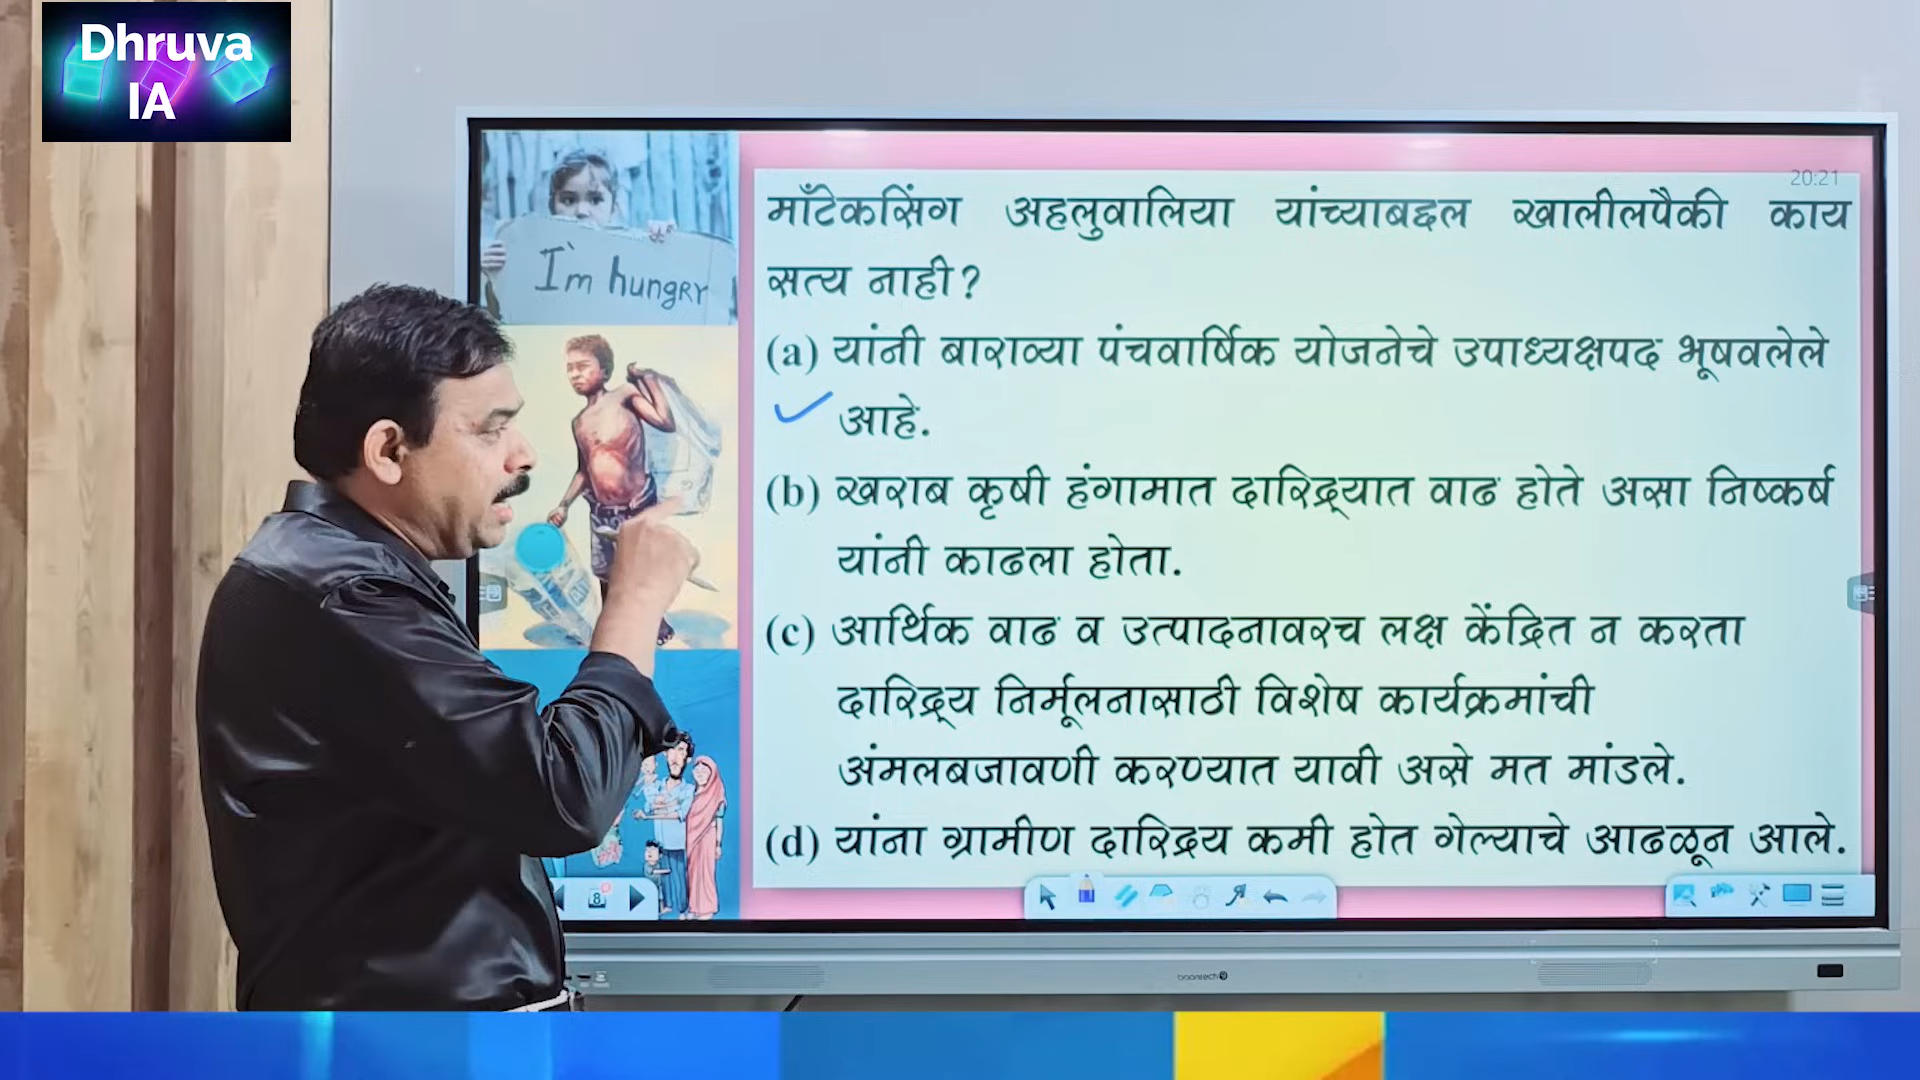 Dhruva
IA
20:21
I'm hungry
माँटेकसिंग अहलुवालिया यांच्याबद्दल खालीलपैकी काय
सत्य नाही?
(a) यांनी बाराव्या पंचवार्षिक योजनेचे उपाध्यक्षपद भूषवलेले
आहे.
(b) खराब कृषी हंगामात दारिद्र्यात वाढ होते असा निष्कर्ष
यांनी काढला होता.
(c) आर्थिक वाढ व उत्पादनावरच लक्ष केंद्रित न करता
दारिद्र्य निर्मूलनासाठी विशेष कार्यक्रमांची
अंमलबजावणी करण्यात यावी असे मत मांडले.
(d) यांना ग्रामीण दारिद्रय कमी होत गेल्याचे आढळून आले.
8